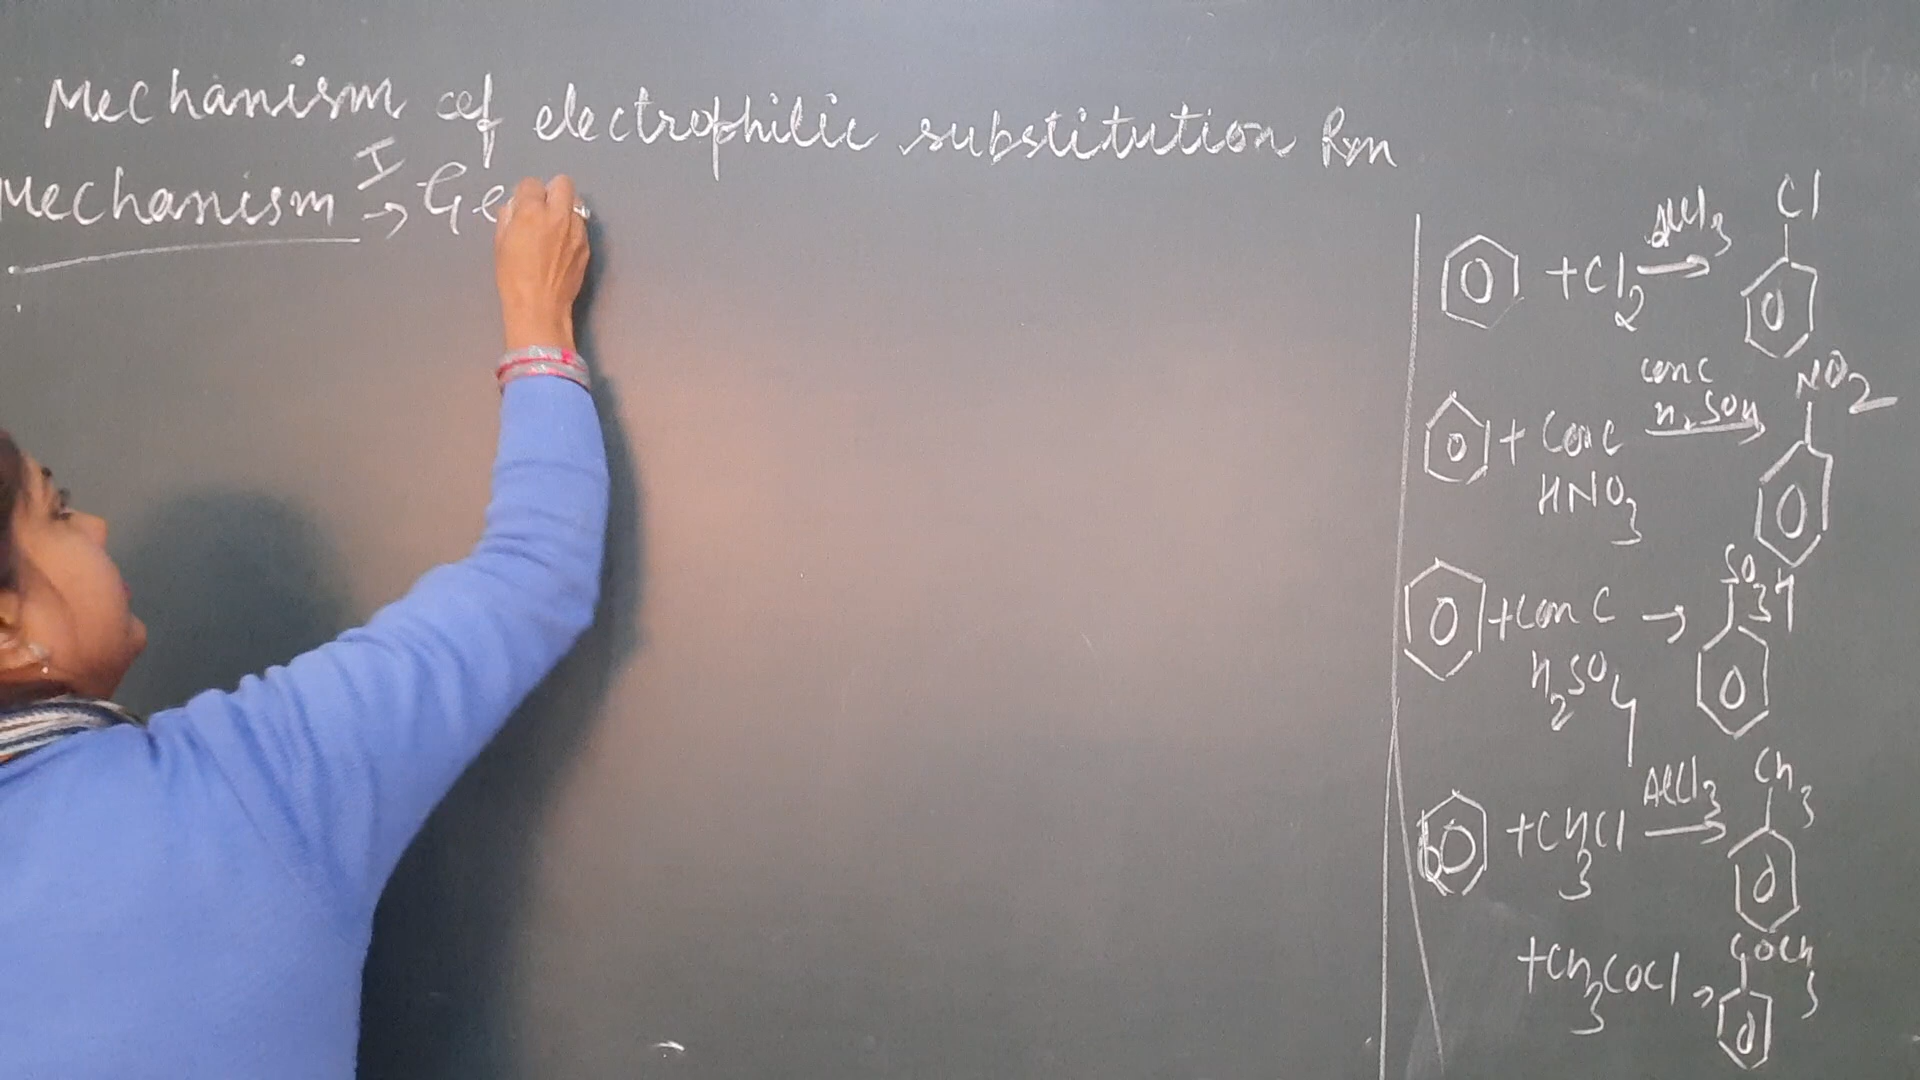 Mechanism of electrophilic substitution Rxn
Mechanism I → Ge
+Cl2 AlCl3 → Cl
+ Conc HNO3 conc H2SO4 → NO2
+ Conc H2SO4 → SO3H
+ CH3Cl AlCl3 → CH3
+ CH3COCl → COCH3